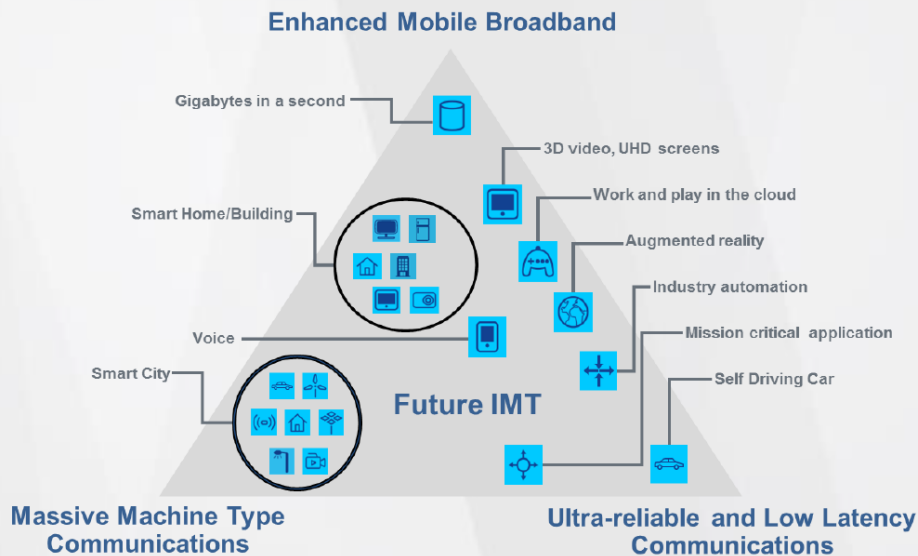 Enhanced Mobile Broadband
Gigabytes in a second
3D video, UHD screens
Work and play in the cloud
Smart Home/Building
Augmented reality
Industry automation
Mission critical application
Voice
Smart City
Self Driving Car
Future IMT
Massive Machine Type
Communications
Ultra-reliable and Low Latency
Communications